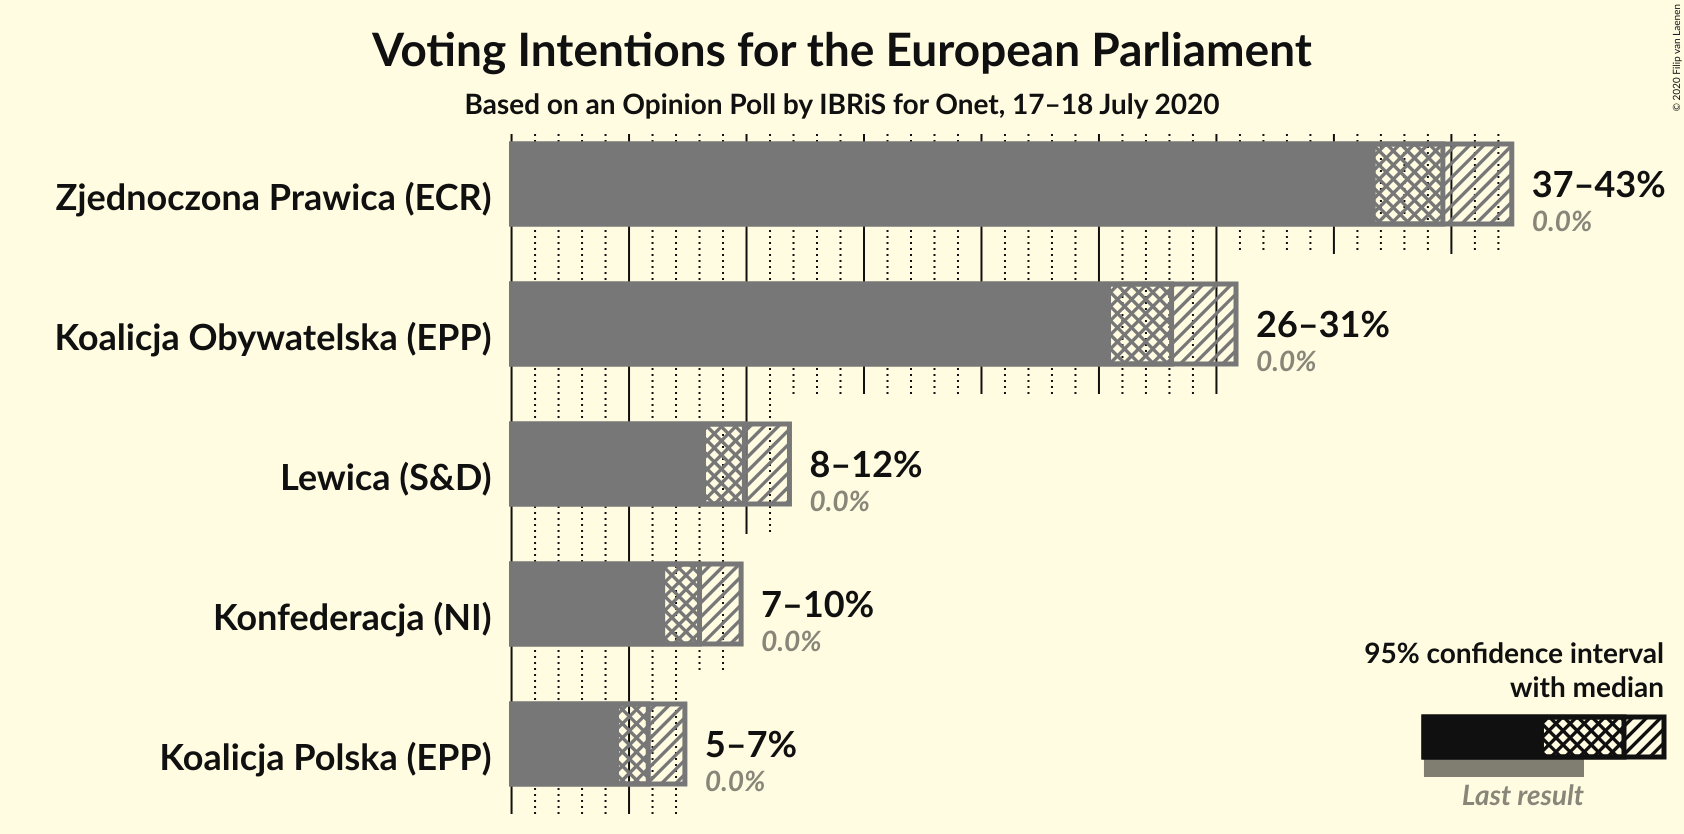 Voting Intentions for the European Parliament
Based on an Opinion Poll by IBRiS for Onet, 17–18 July 2020
© 2020 Filip van Laenen
Zjednoczona Prawica (ECR)
37–43%
0.0%
Koalicja Obywatelska (EPP)
26–31%
0.0%
Lewica (S&D)
8–12%
0.0%
Konfederacja (NI)
7–10%
0.0%
Koalicja Polska (EPP)
5–7%
0.0%
95% confidence interval
with median
Last result